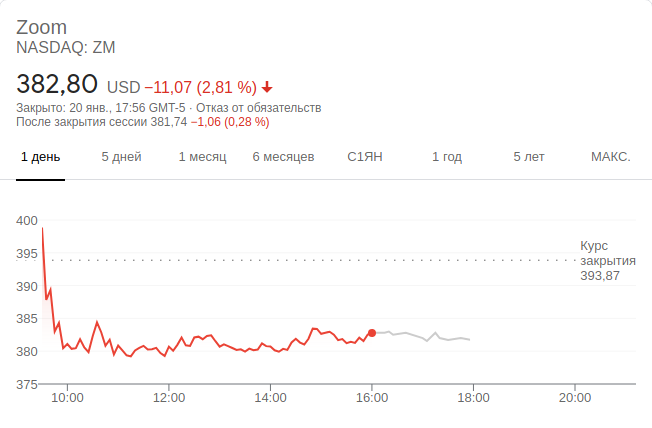 Zoom
NASDAQ: ZM
382,80 USD −11,07 (2,81 %)
Закрыто: 20 янв., 17:56 GMT-5 · Отказ от обязательств
После закрытия сессии 381,74 −1,06 (0,28 %)
1 день 5 дней 1 месяц 6 месяцев С1ЯН 1 год 5 лет МАКС.
400
Курс
395
закрытия
393,87
390
385
380
375
10:00 12:00 14:00 16:00 18:00 20:00